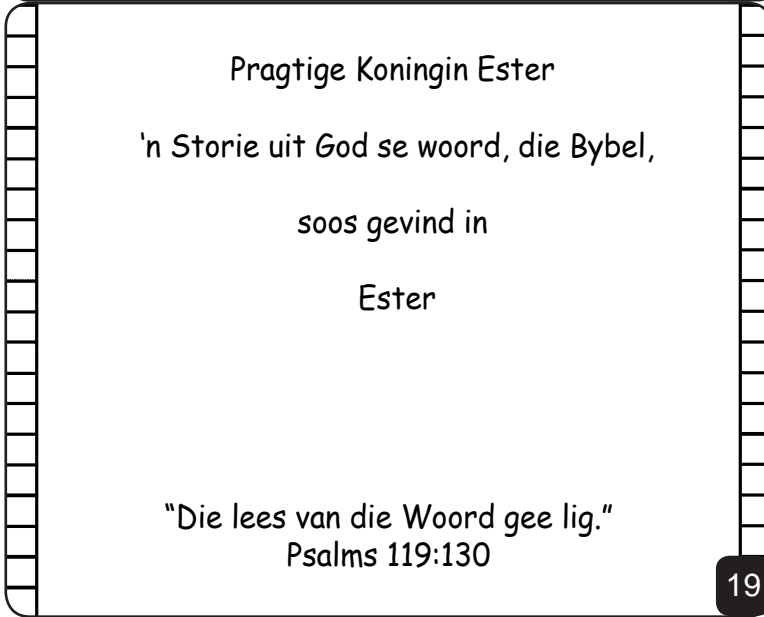 Pragtige Koningin Ester
‘n Storie uit God se woord, die Bybel,
soos gevind in
Ester
“Die lees van die Woord gee lig.”
Psalms 119:130
19